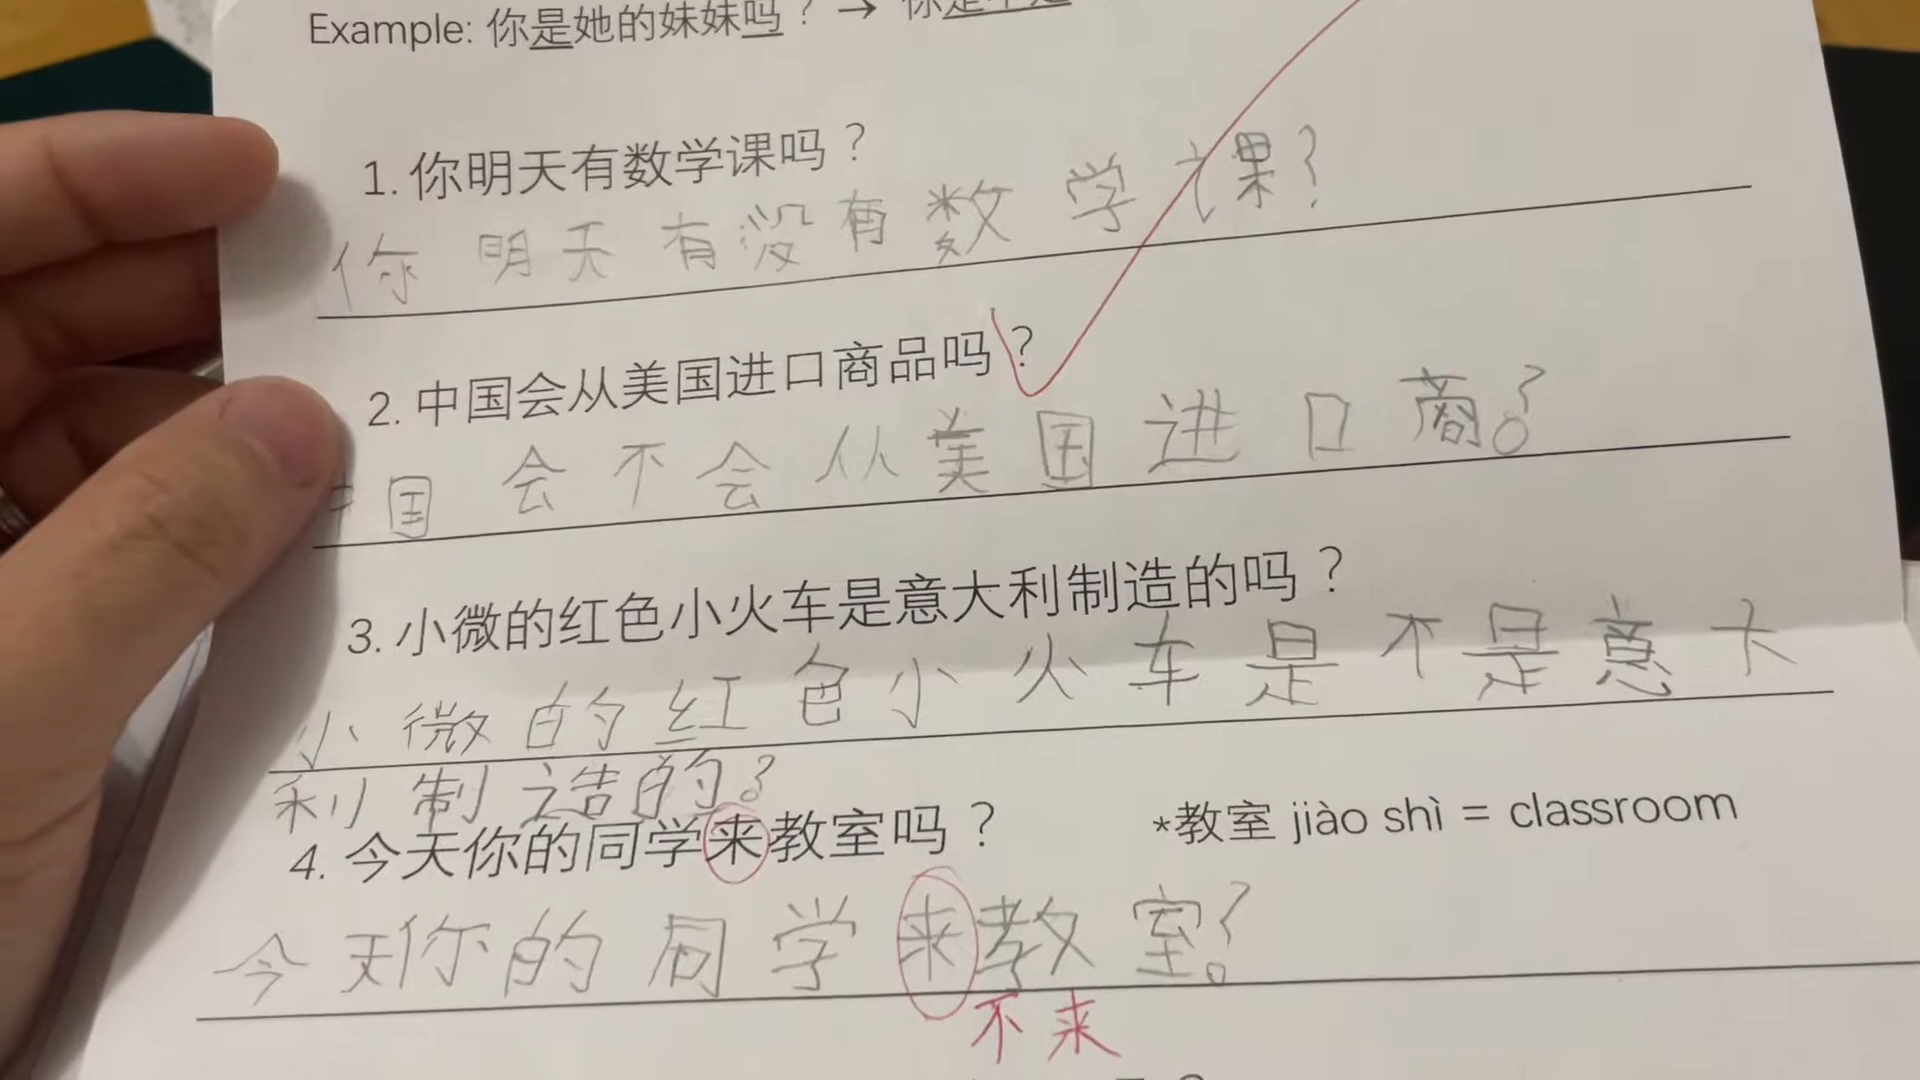 Example: 你是她的妹妹吗？→ 你是不是
1. 你明天有数学课吗？
你明天有没有数学课？
2. 中国会从美国进口商品吗？
中国会不会从美国进口商？
3. 小微的红色小火车是意大利制造的吗？
小微的红色小火车是不是意大
利制造的？
4. 今天你的同学来教室吗？ *教室 jiào shì = classroom
今天你的同学来教室？
不来